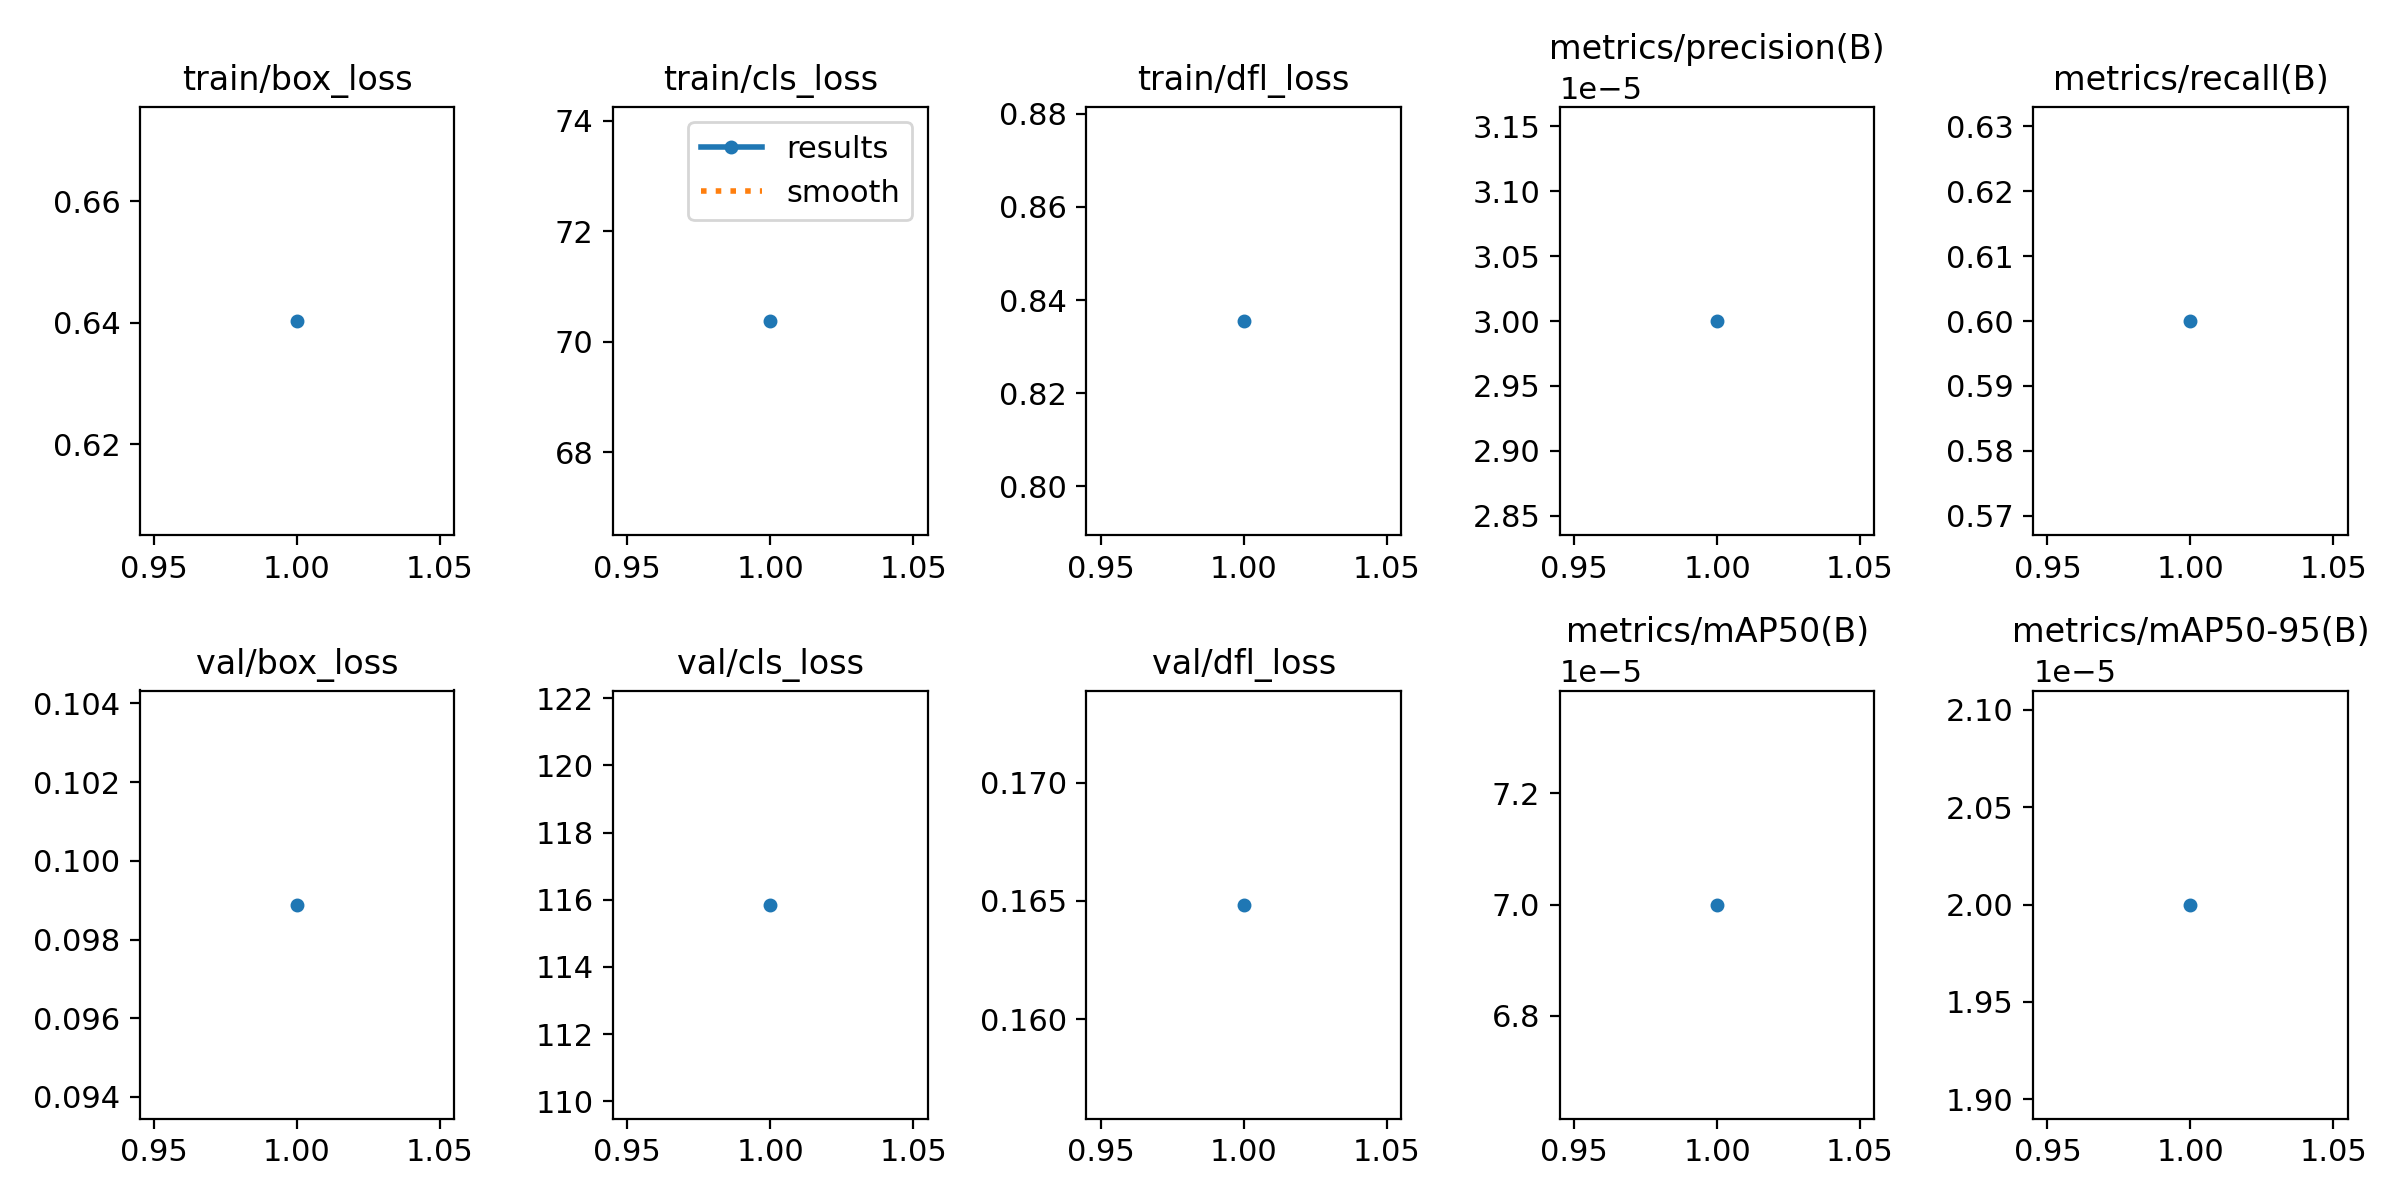 train/box_loss
0.66
0.64
0.62
0.95 1.00 1.05
train/cls_loss
74
72
70
68
results
smooth
0.95 1.00 1.05
train/dfl_loss
0.88
0.86
0.84
0.82
0.80
0.95 1.00 1.05
metrics/precision(B)
1e−5
3.15
3.10
3.05
3.00
2.95
2.90
2.85
0.95 1.00 1.05
metrics/recall(B)
0.63
0.62
0.61
0.60
0.59
0.58
0.57
0.95 1.00 1.05
val/box_loss
0.104
0.102
0.100
0.098
0.096
0.094
0.95 1.00 1.05
val/cls_loss
122
120
118
116
114
112
110
0.95 1.00 1.05
val/dfl_loss
0.170
0.165
0.160
0.95 1.00 1.05
metrics/mAP50(B)
1e−5
7.2
7.0
6.8
0.95 1.00 1.05
metrics/mAP50-95(B)
1e−5
2.10
2.05
2.00
1.95
1.90
0.95 1.00 1.05